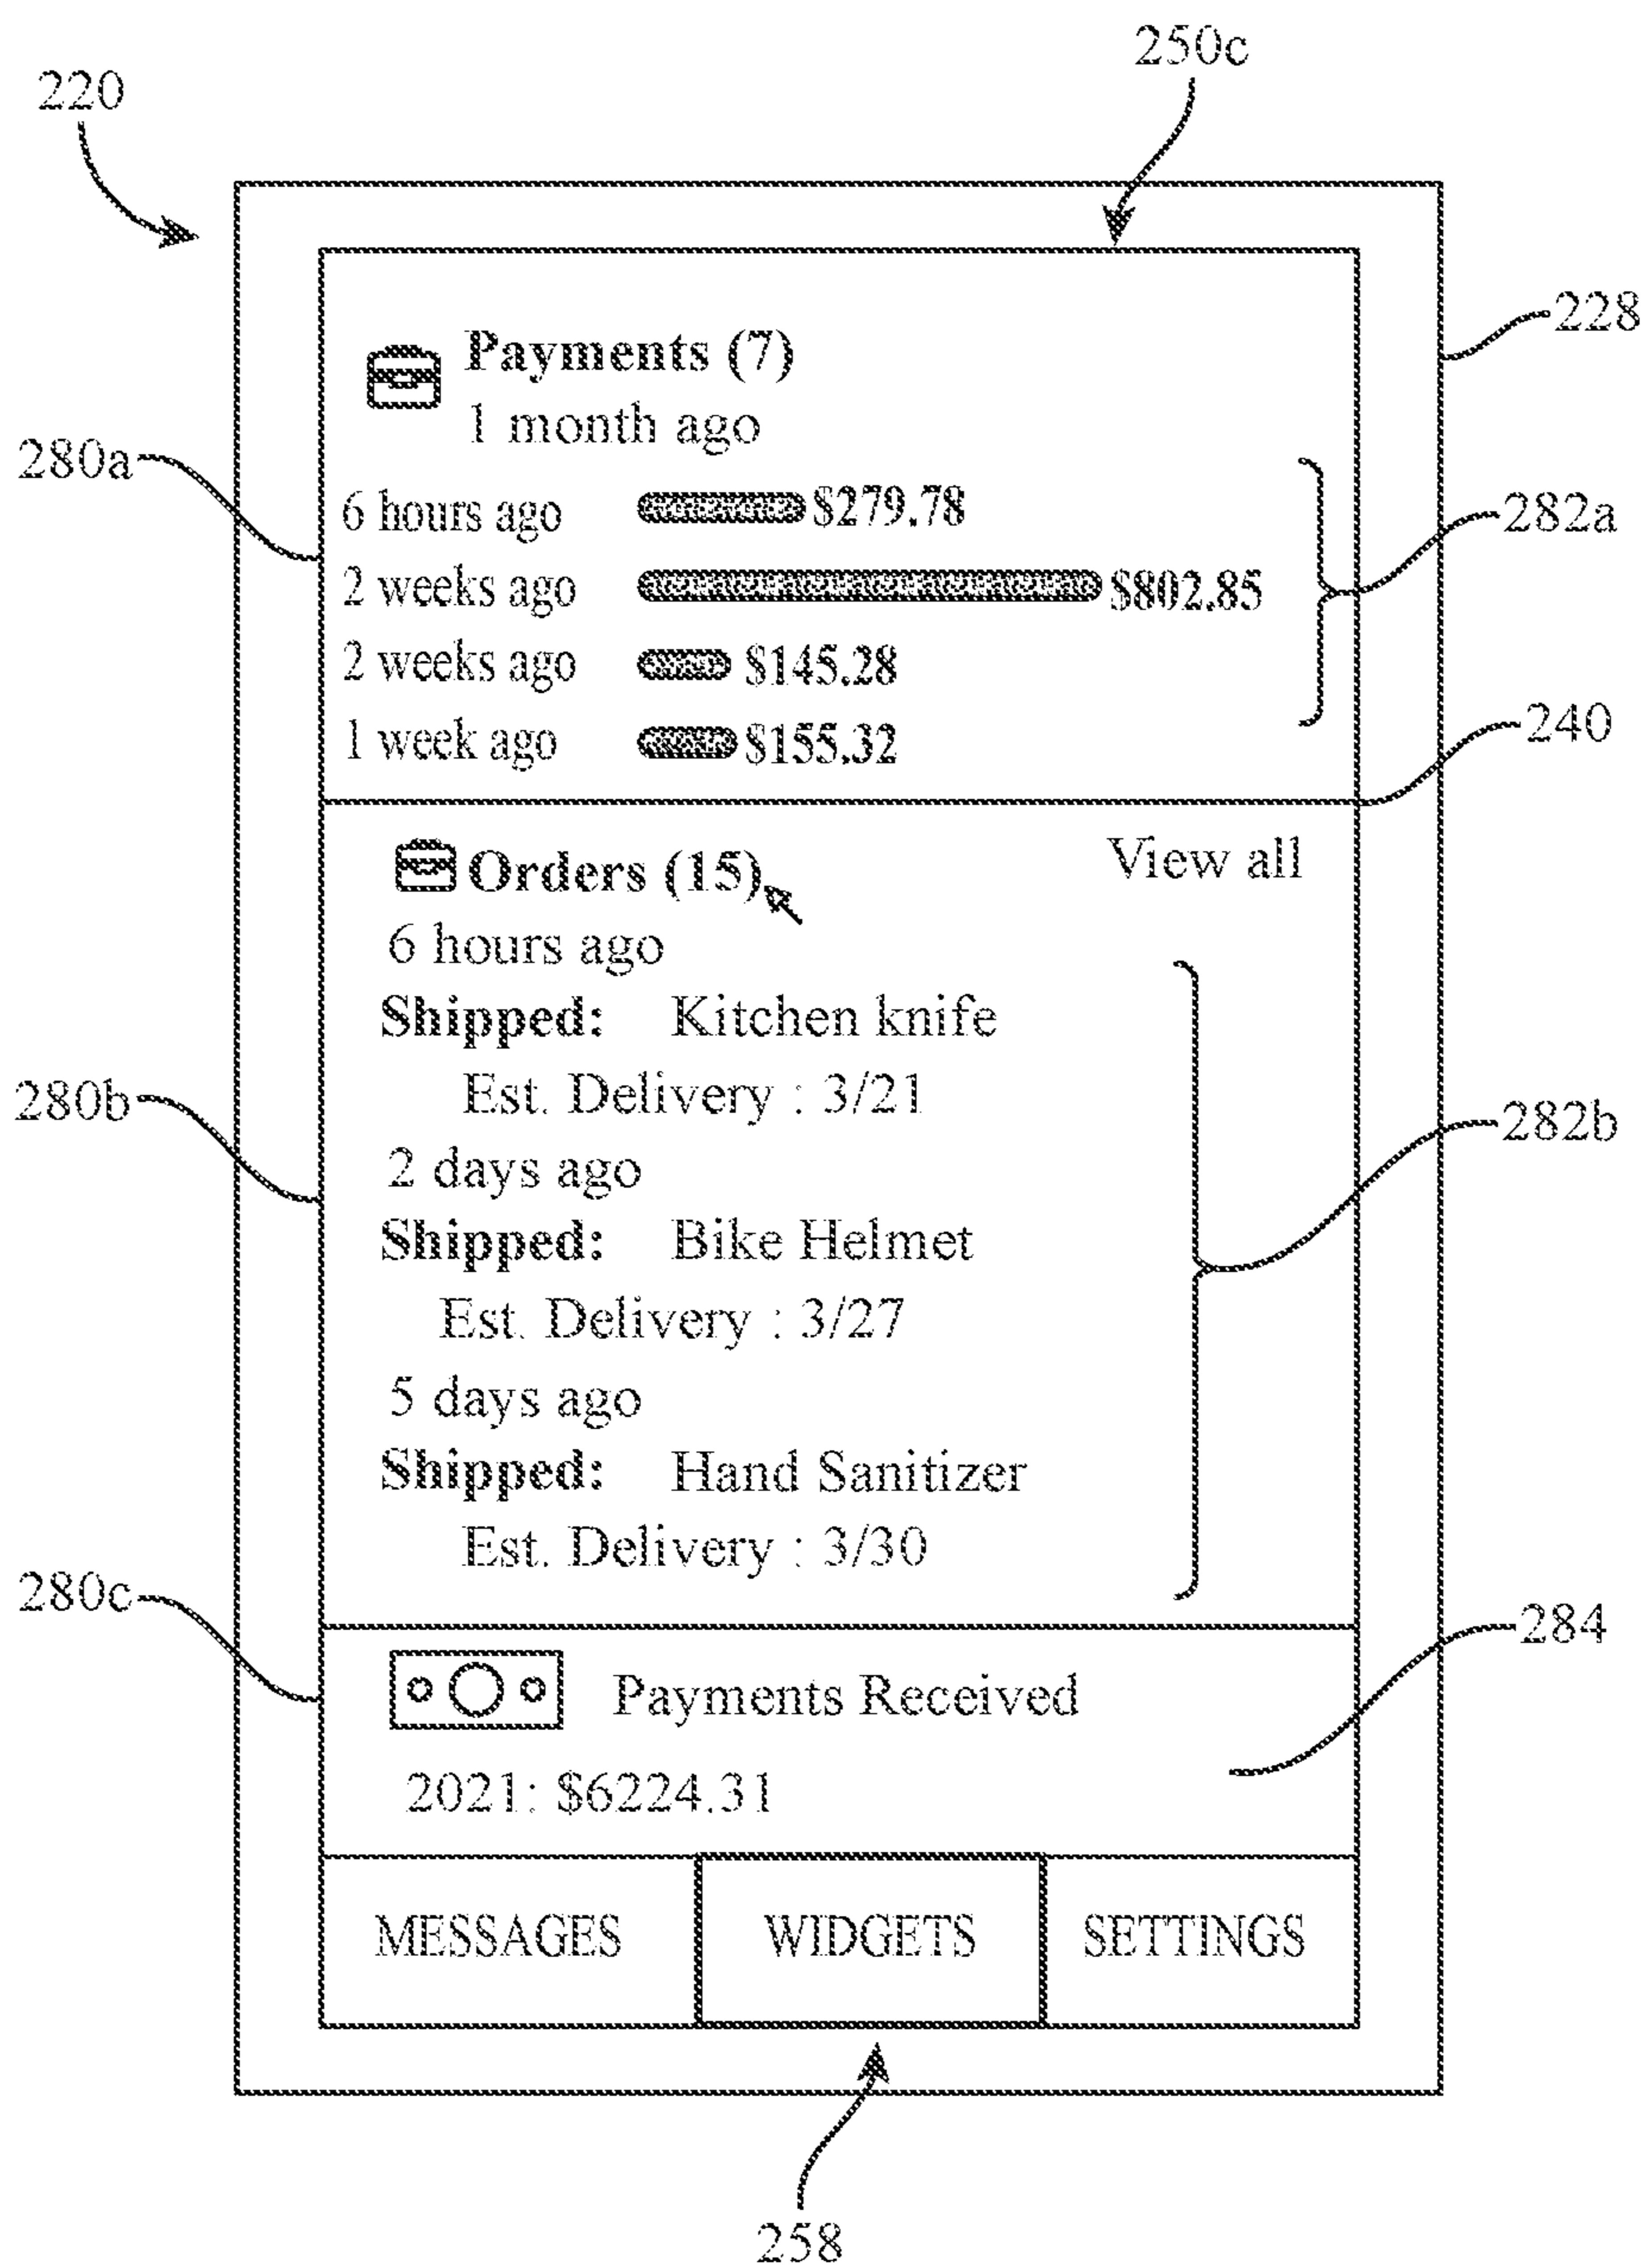 250c
220
228
Payments (7)
1 month ago
280a
6 hours ago $279.78
282a
2 weeks ago $802.85
2 weeks ago $145.28
240
1 week ago $155.32
Orders (15) View all
6 hours ago
Shipped: Kitchen knife
280b
Est. Delivery : 3/21
282b
2 days ago
Shipped: Bike Helmet
Est. Delivery : 3/27
5 days ago
Shipped: Hand Sanitizer
Est. Delivery : 3/30
280c
284
Payments Received
2021: $6224.31
MESSAGES WIDGETS SETTINGS
258